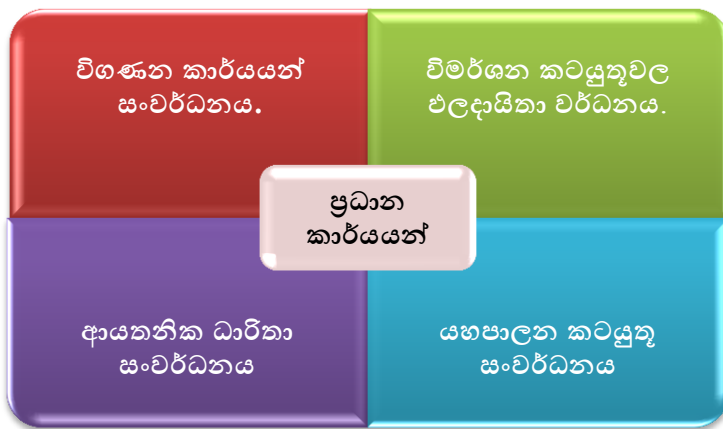 විගණන කාර්යයන්
සංවර්ධනය.
විමර්ශන කටයුතුවල
ඵලදායිතා වර්ධනය.
ප්‍රධාන
කාර්යයන්
ආයතනික ධාරිතා
සංවර්ධනය
යහපාලන කටයුතු
සංවර්ධනය